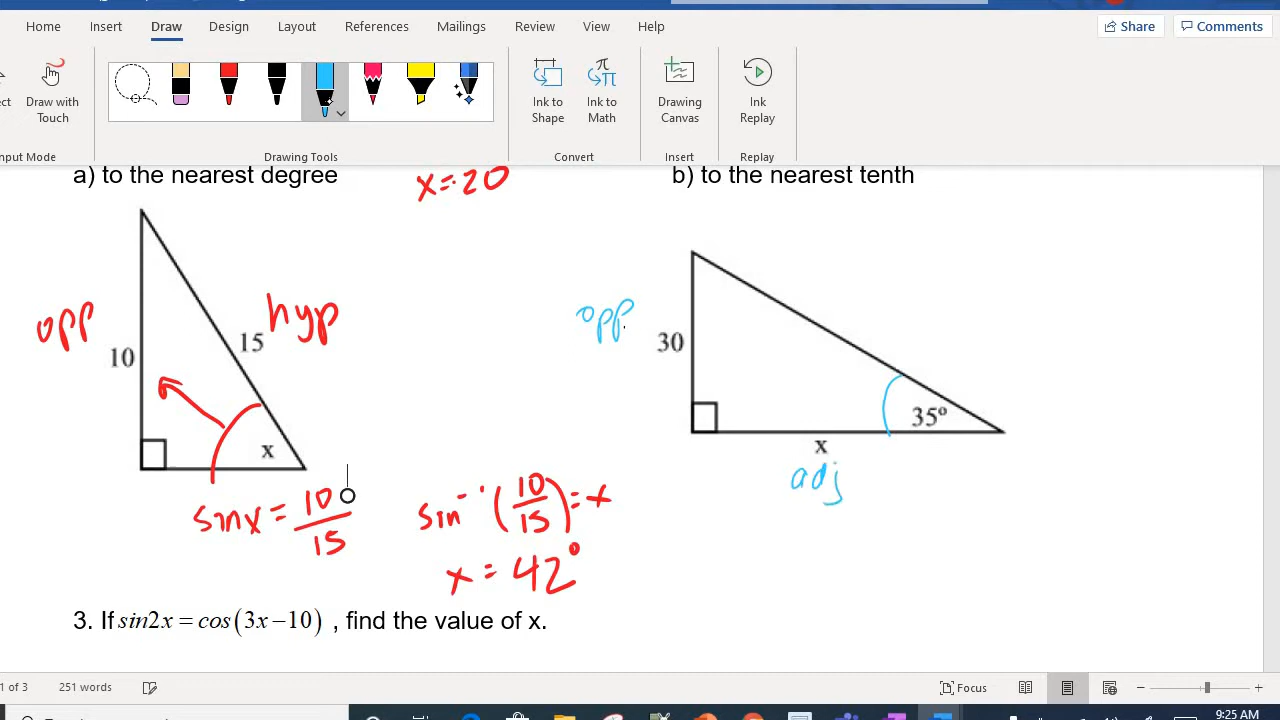 Home Insert Draw Design Layout References Mailings Review View Help Share Comments
Draw with Touch
Ink to Shape
Ink to Math
Drawing Canvas
Ink Replay
nput Mode Drawing Tools Convert Insert Replay
a) to the nearest degree
x = 20
b) to the nearest tenth
opp
10
15
hyp
x
opp
30
35º
x
adj
sin x = 10/15
sin⁻¹(10/15) = x
x = 42°
3. If sin2x = cos(3x−10) , find the value of x.
1 of 3 251 words Focus
9:25 AM